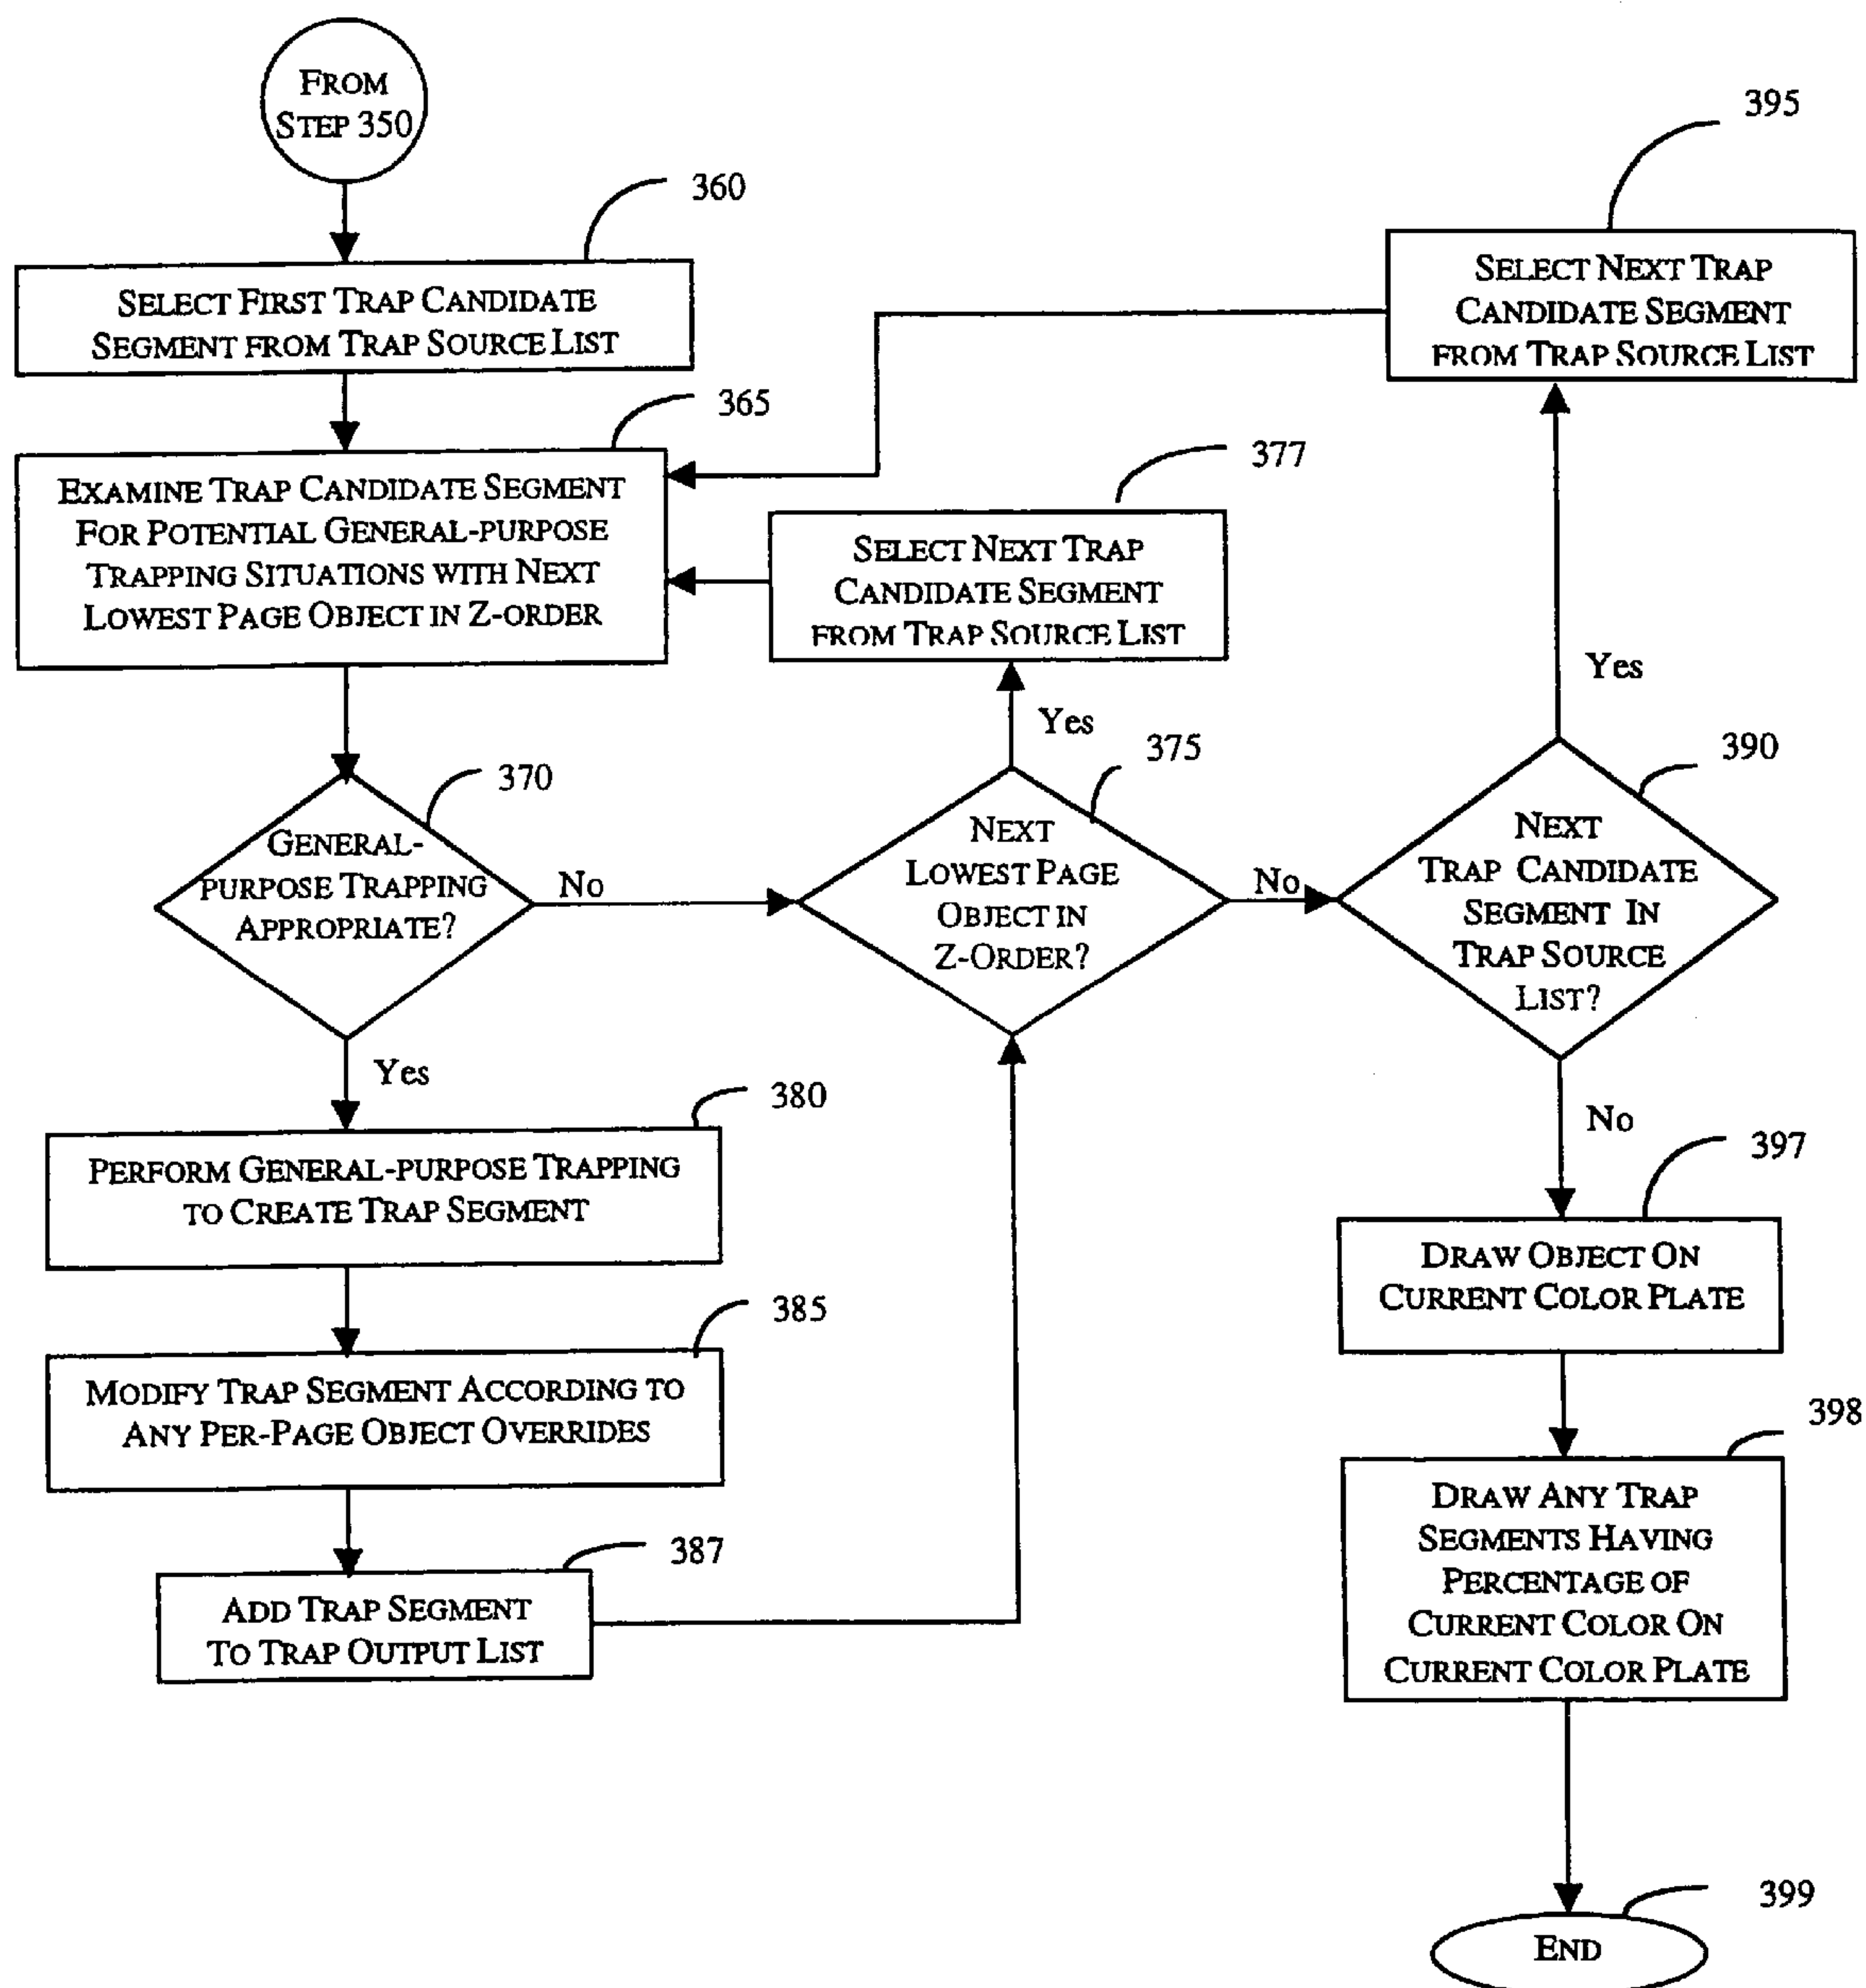 FROM
STEP 350
360
SELECT FIRST TRAP CANDIDATE
SEGMENT FROM TRAP SOURCE LIST
365
EXAMINE TRAP CANDIDATE SEGMENT
FOR POTENTIAL GENERAL-PURPOSE
TRAPPING SITUATIONS WITH NEXT
LOWEST PAGE OBJECT IN Z-ORDER
370
GENERAL-
PURPOSE TRAPPING
APPROPRIATE?
No
Yes
380
PERFORM GENERAL-PURPOSE TRAPPING
TO CREATE TRAP SEGMENT
385
MODIFY TRAP SEGMENT ACCORDING TO
ANY PER-PAGE OBJECT OVERRIDES
387
ADD TRAP SEGMENT
TO TRAP OUTPUT LIST
377
SELECT NEXT TRAP
CANDIDATE SEGMENT
FROM TRAP SOURCE LIST
Yes
375
NEXT
LOWEST PAGE
OBJECT IN
Z-ORDER?
No
395
SELECT NEXT TRAP
CANDIDATE SEGMENT
FROM TRAP SOURCE LIST
Yes
390
NEXT
TRAP CANDIDATE
SEGMENT IN
TRAP SOURCE
LIST?
No
397
DRAW OBJECT ON
CURRENT COLOR PLATE
398
DRAW ANY TRAP
SEGMENTS HAVING
PERCENTAGE OF
CURRENT COLOR ON
CURRENT COLOR PLATE
399
END